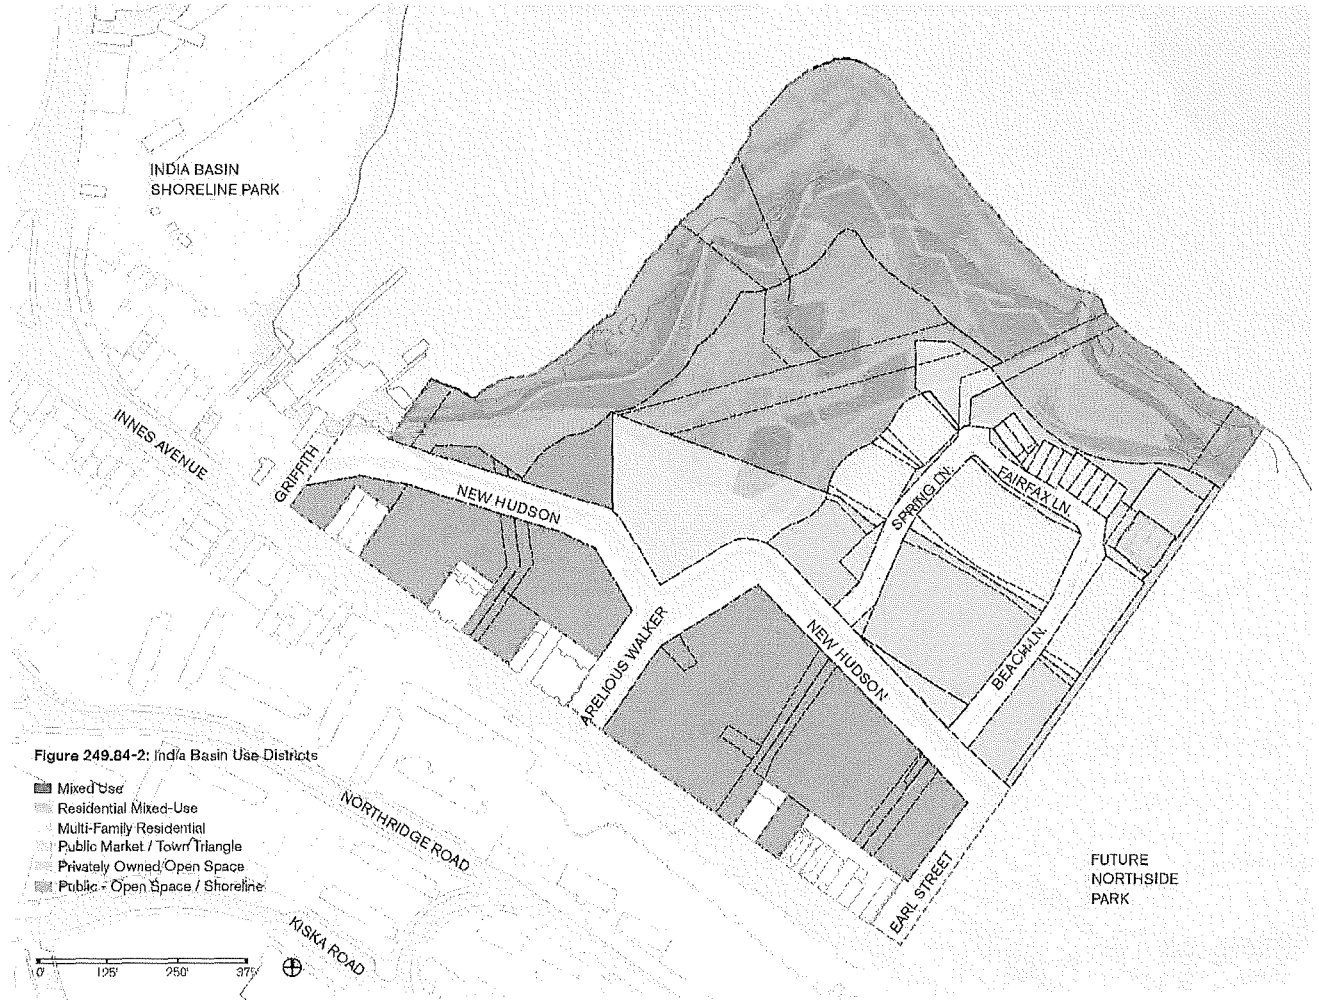 INDIA BASIN
SHORELINE PARK
INNES AVENUE
GRIFFITH
NEW HUDSON
SPRING LN.
FAIRFAX LN.
ARELIOUS WALKER
NEW HUDSON
BEACH LN.
Figure 249.84-2: India Basin Use Districts
Mixed Use
Residential Mixed-Use
Multi-Family Residential
Public Market / Town Triangle
Privately Owned Open Space
Public - Open Space / Shoreline
NORTHRIDGE ROAD
FUTURE
NORTHSIDE
PARK
EARL STREET
KISKA ROAD
0' 125' 250' 375'